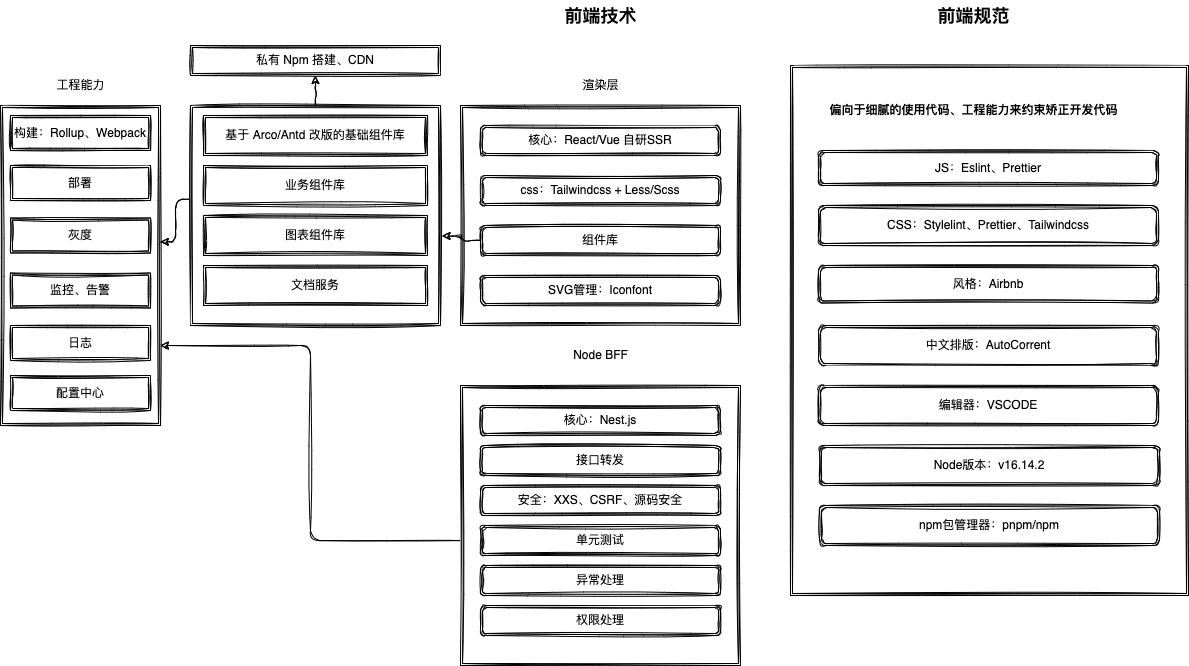 前端技术
前端规范
私有 Npm 搭建、CDN
工程能力
构建：Rollup、Webpack
部署
灰度
监控、告警
日志
配置中心
基于 Arco/Antd 改版的基础组件库
业务组件库
图表组件库
文档服务
渲染层
核心：React/Vue 自研SSR
css：Tailwindcss + Less/Scss
组件库
SVG管理：Iconfont
Node BFF
核心：Nest.js
接口转发
安全：XXS、CSRF、源码安全
单元测试
异常处理
权限处理
偏向于细腻的使用代码、工程能力来约束矫正开发代码
JS：Eslint、Prettier
CSS：Stylelint、Prettier、Tailwindcss
风格：Airbnb
中文排版：AutoCorrent
编辑器：VSCODE
Node版本：v16.14.2
npm包管理器：pnpm/npm